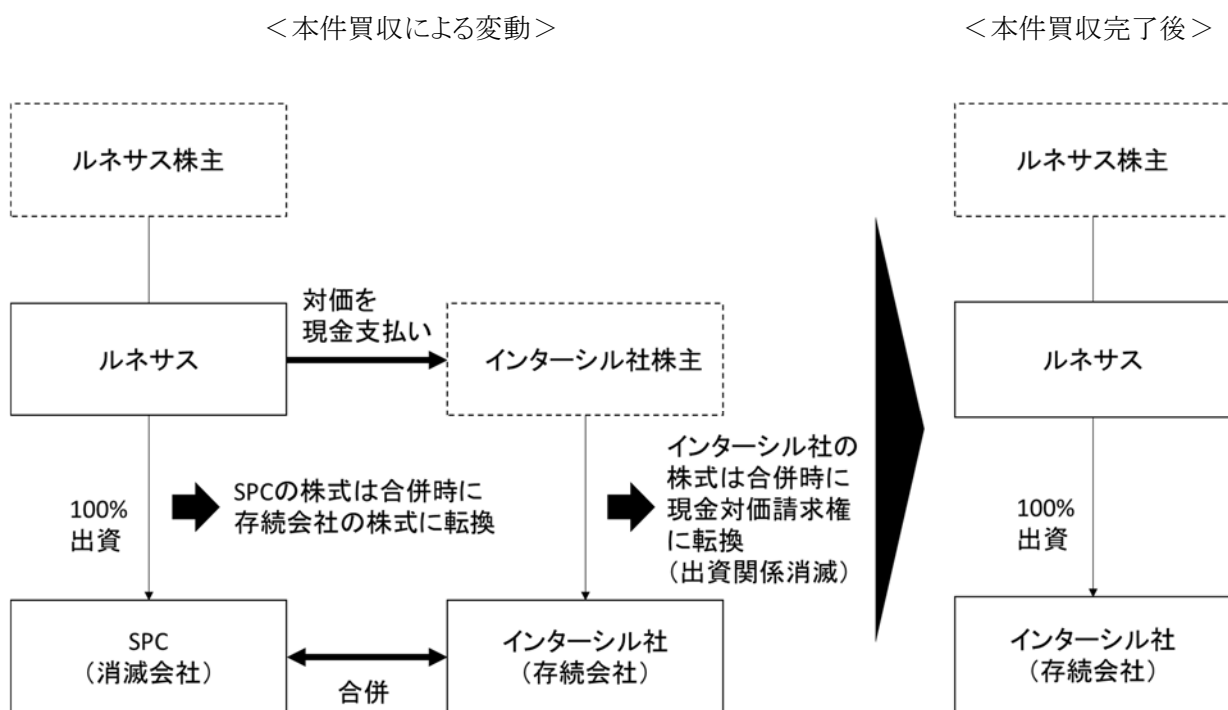 ＜本件買収による変動＞
＜本件買収完了後＞
ルネサス株主
ルネサス
対価を
現金支払い
インターシル社株主
100%
出資
SPCの株式は合併時に
存続会社の株式に転換
インターシル社の
株式は合併時に
現金対価請求権
に転換
（出資関係消滅）
SPC
（消滅会社）
合併
インターシル社
（存続会社）
ルネサス株主
ルネサス
100%
出資
インターシル社
（存続会社）